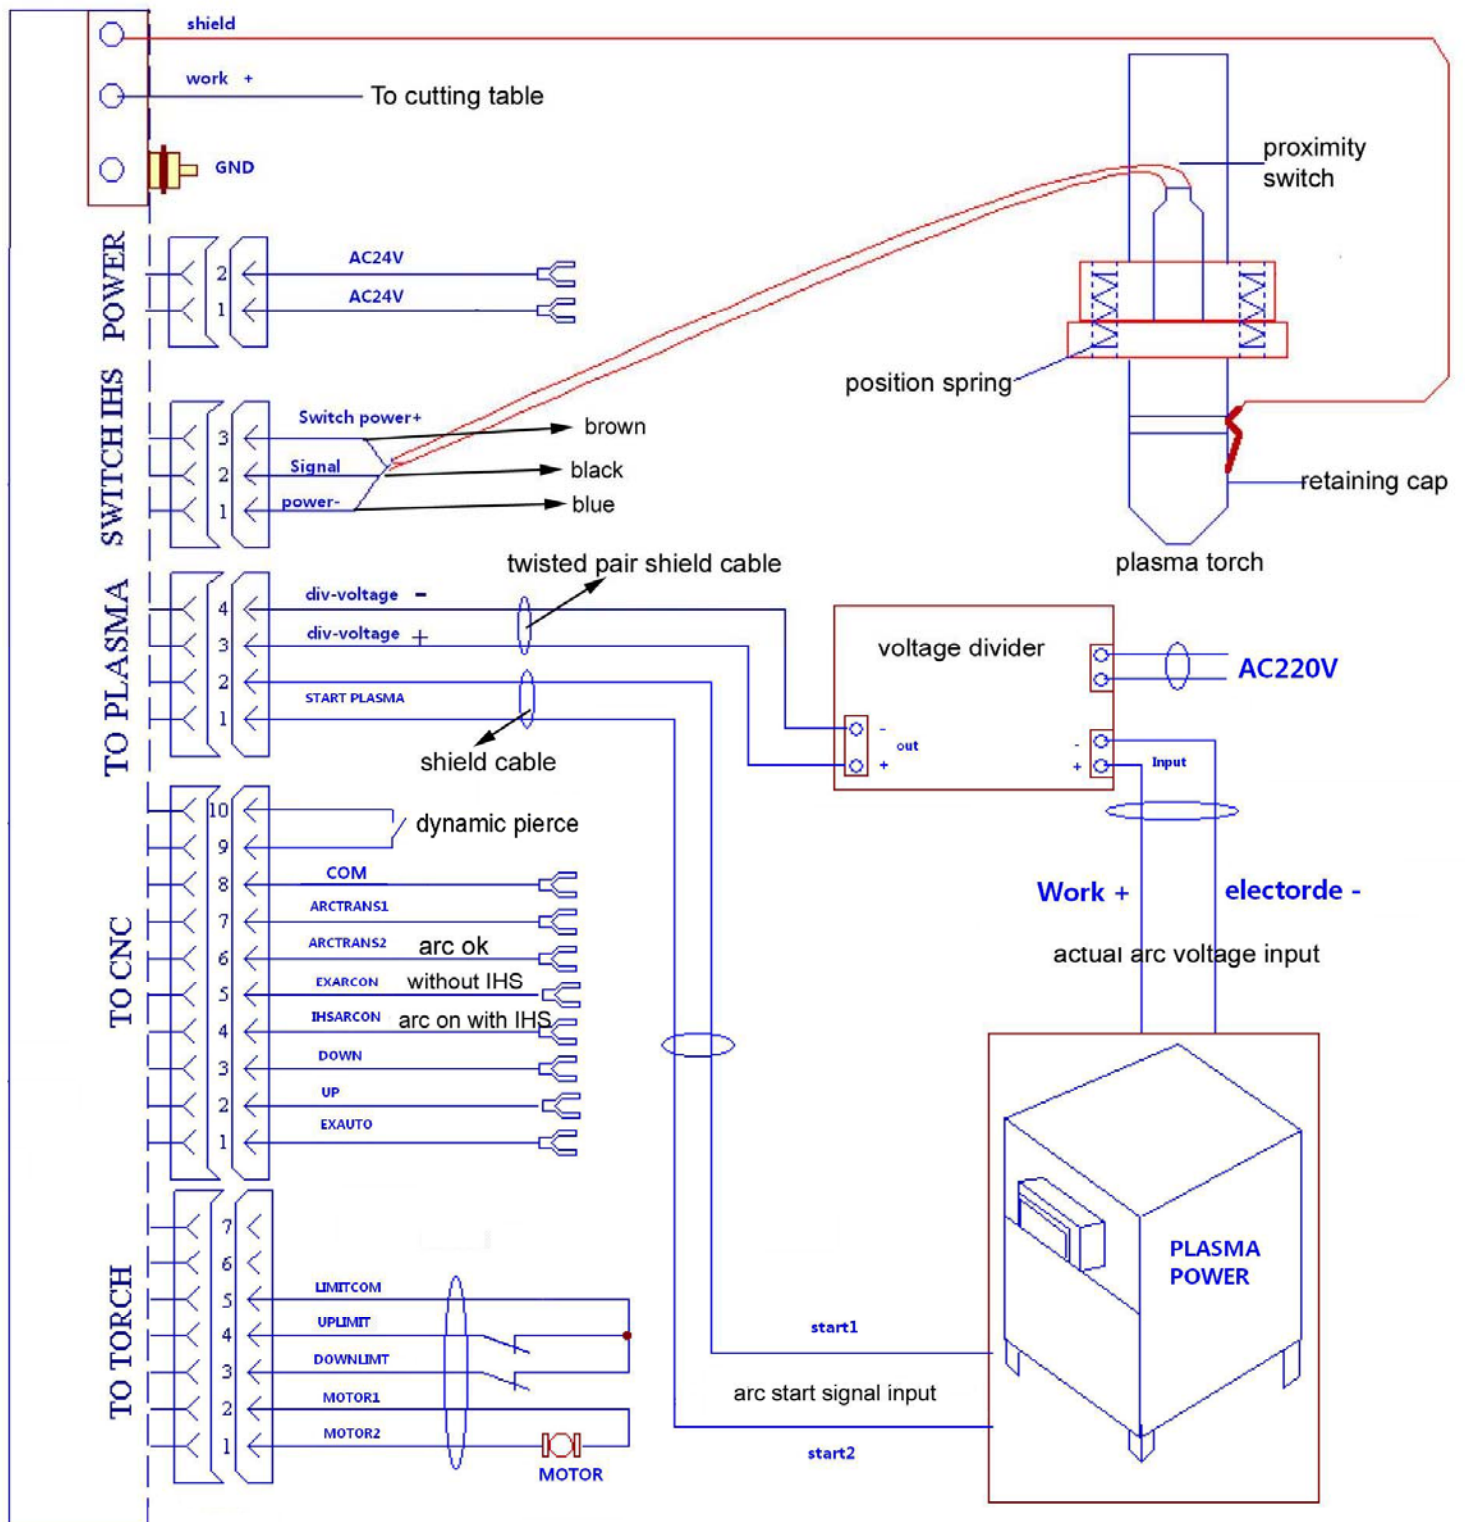 shield
work +
To cutting table
GND
proximity
switch
POWER
2
AC24V
1
AC24V
position spring
SWITCH IHS
3
Switch power+
brown
2
Signal
black
1
power-
blue
retaining cap
plasma torch
twisted pair shield cable
TO PLASMA
4
div-voltage -
3
div-voltage +
2
START PLASMA
1
shield cable
voltage divider
AC220V
-
out
+
-
+
Input
TO CNC
10
dynamic pierce
9
8
COM
7
ARCTRANS1
6
ARCTRANS2
arc ok
5
EXARCON
without IHS
4
IHSARCON
arc on with IHS
3
DOWN
2
UP
1
EXAUTO
Work +
electorde -
actual arc voltage input
PLASMA
POWER
TO TORCH
7
6
5
LIMITCOM
4
UPLIMIT
3
DOWNLIMT
2
MOTOR1
1
MOTOR2
MOTOR
start1
arc start signal input
start2